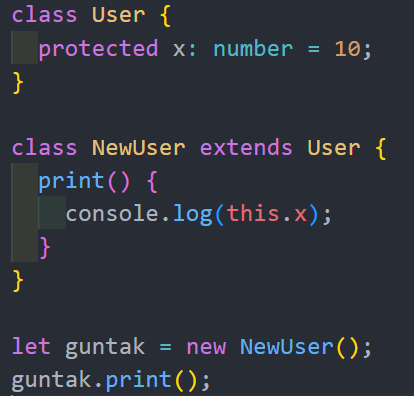 class User {
  protected x: number = 10;
}

class NewUser extends User {
  print() {
    console.log(this.x);
  }
}

let guntak = new NewUser();
guntak.print();